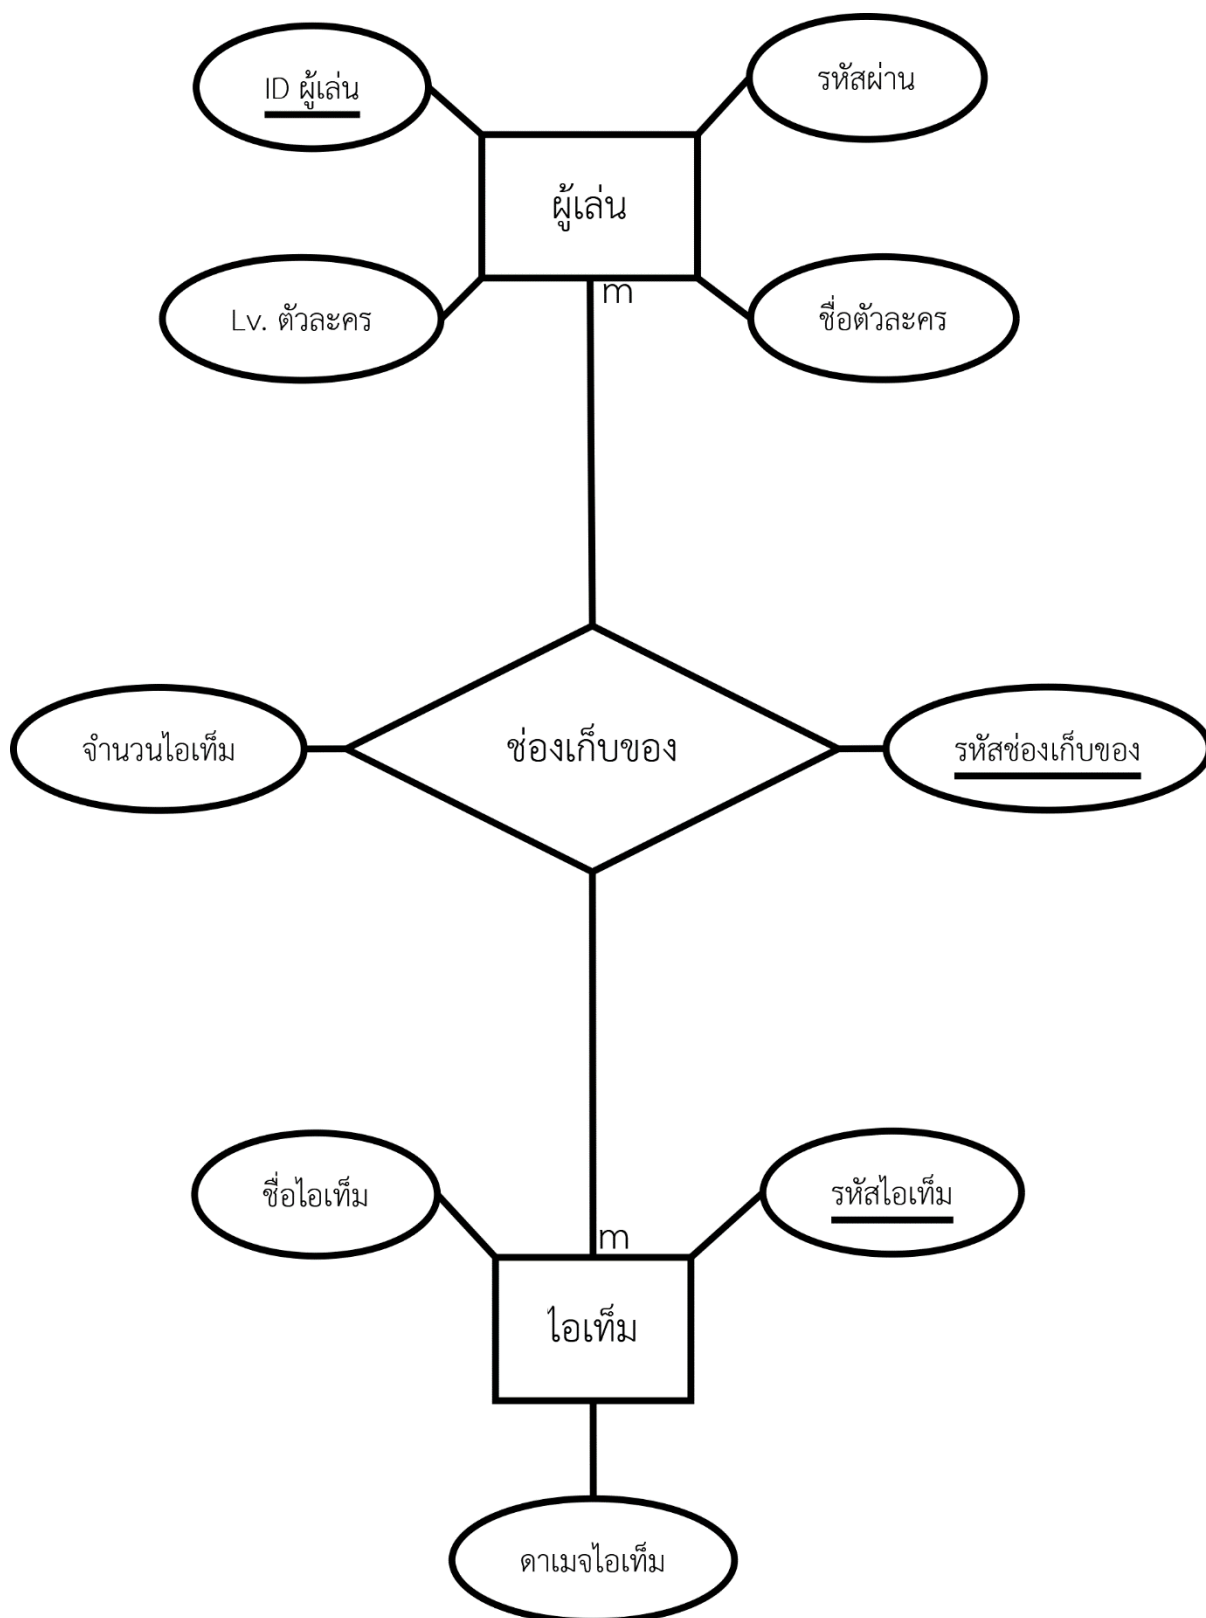 ID ผู้เล่น
รหัสผ่าน
ผู้เล่น
m
Lv. ตัวละคร
ชื่อตัวละคร
จำนวนไอเท็ม
ช่องเก็บของ
รหัสช่องเก็บของ
ชื่อไอเท็ม
รหัสไอเท็ม
m
ไอเท็ม
ดาเมจไอเท็ม